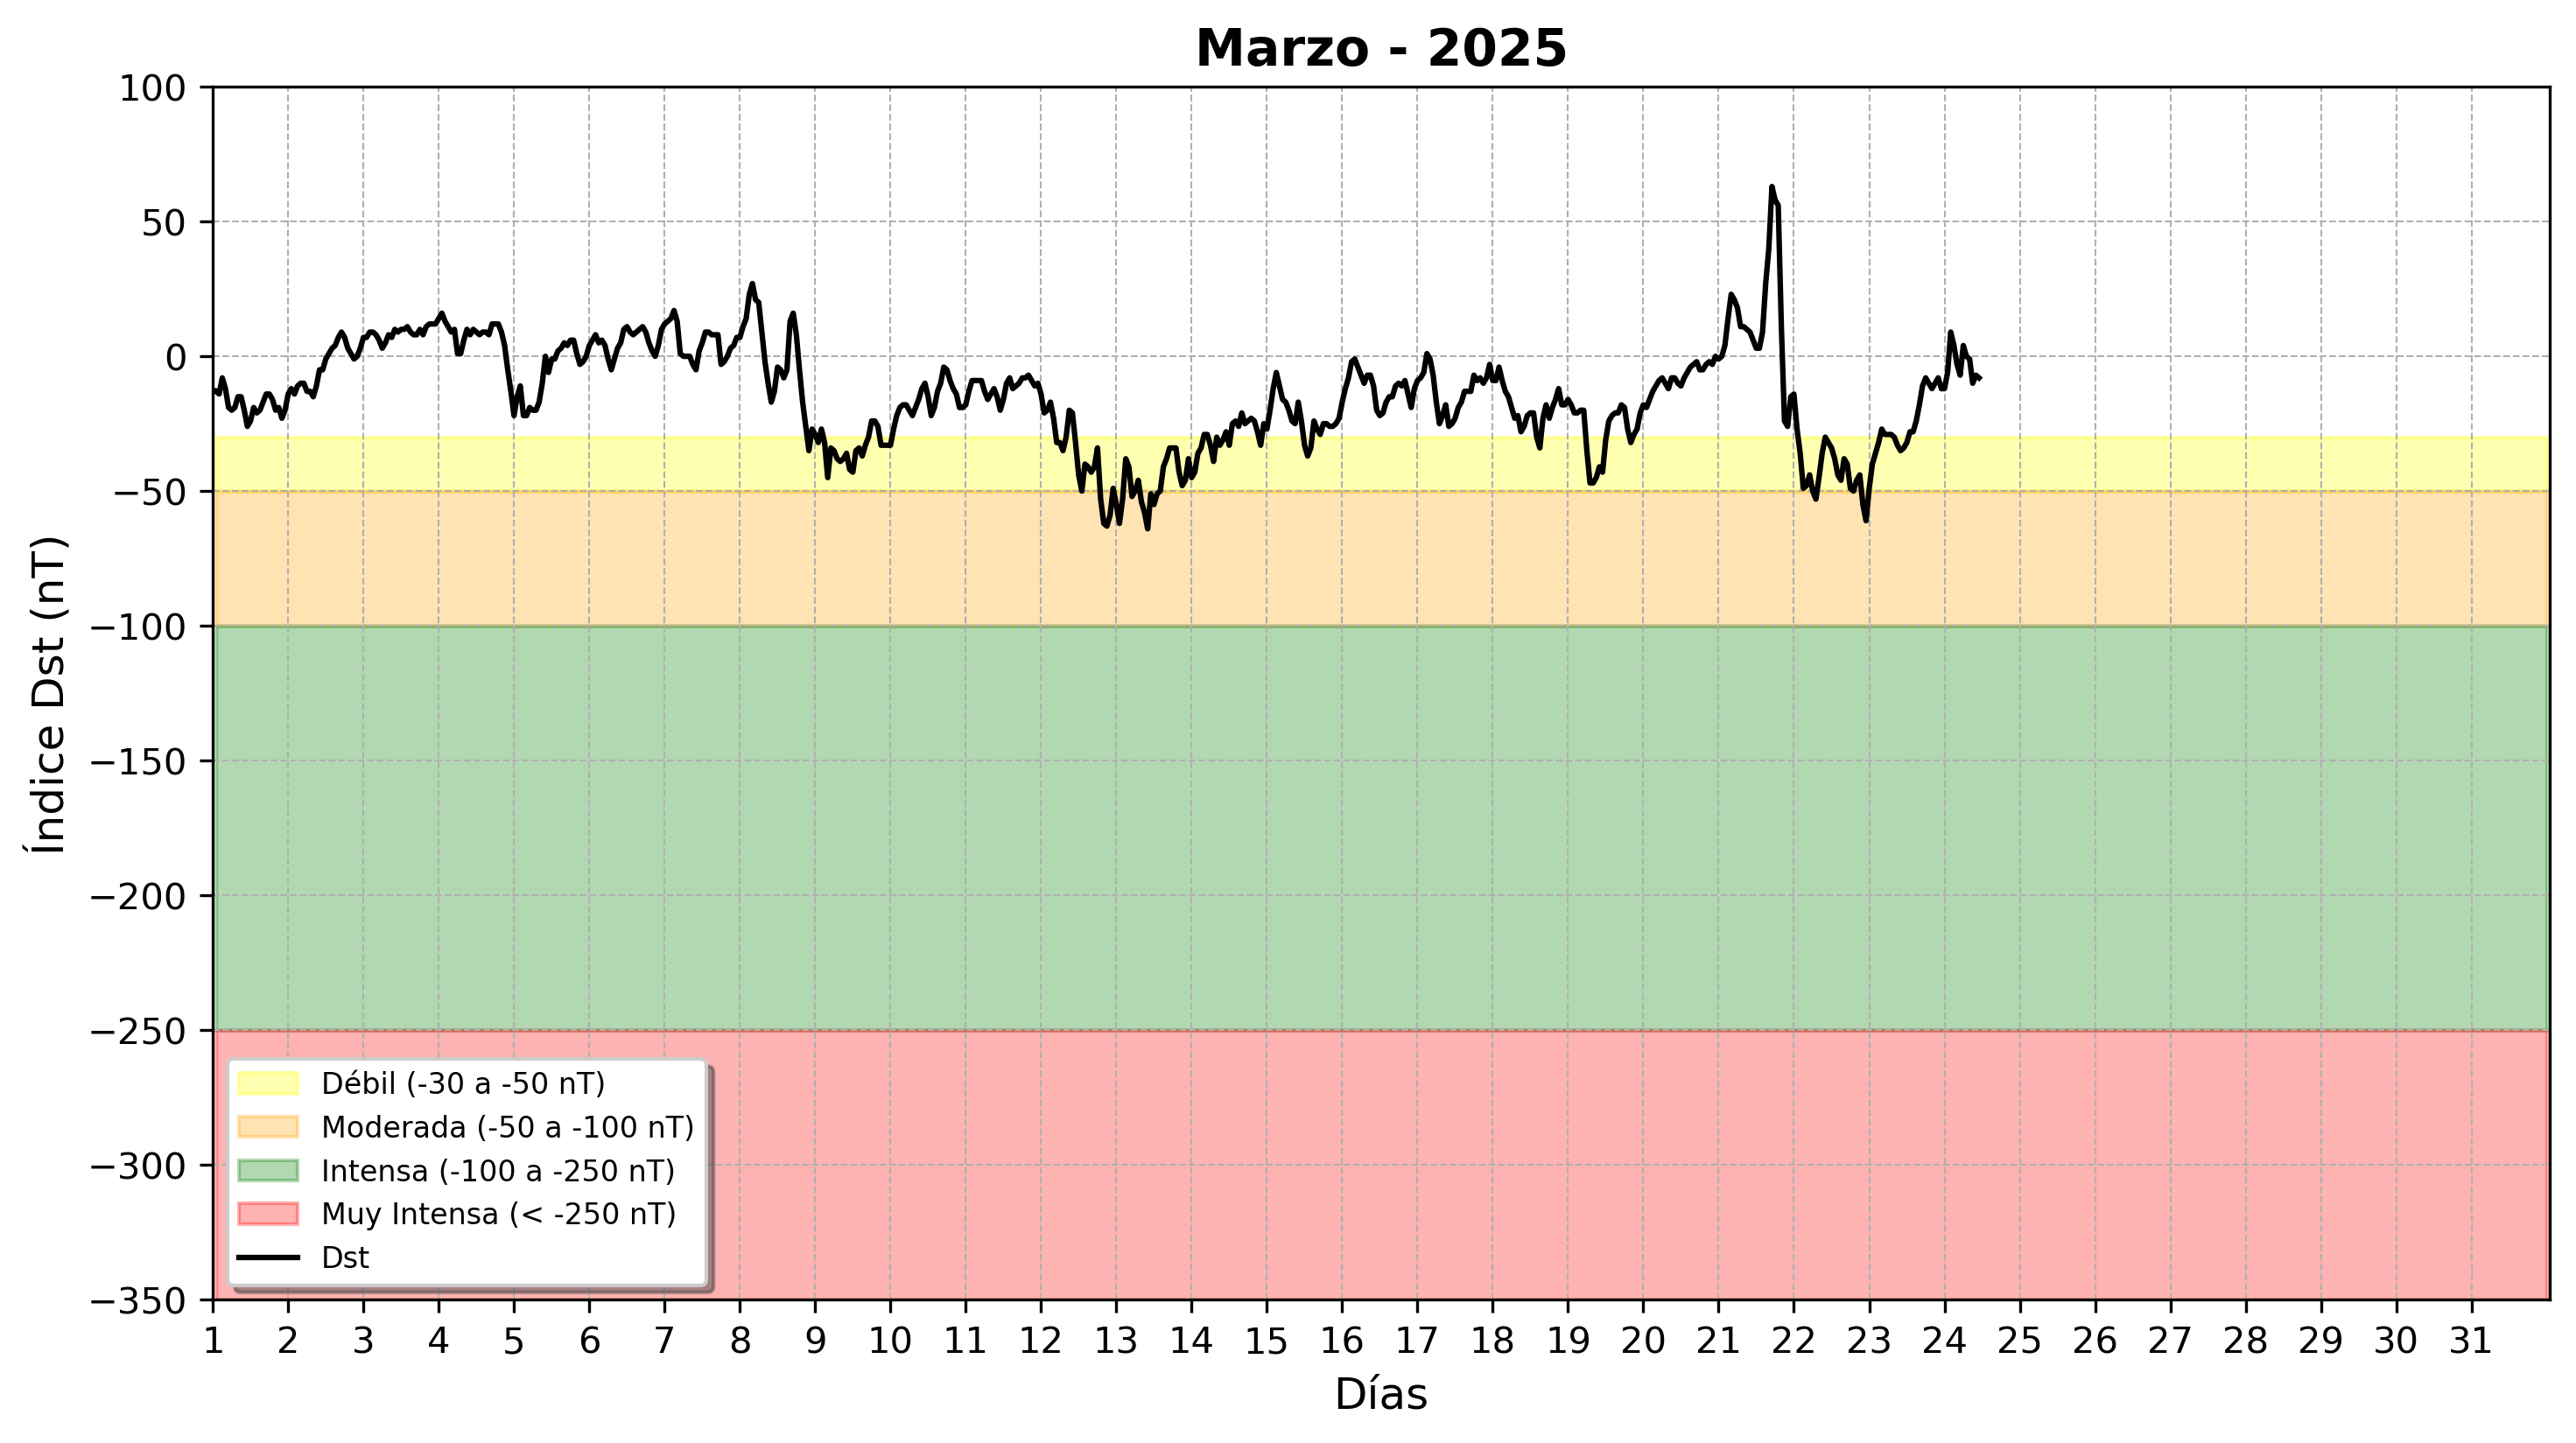 Marzo - 2025
100
50
0
−50
−100
−150
−200
−250
−300
−350
Índice Dst (nT)
Débil (-30 a -50 nT)
Moderada (-50 a -100 nT)
Intensa (-100 a -250 nT)
Muy Intensa (< -250 nT)
Dst
1 2 3 4 5 6 7 8 9 10 11 12 13 14 15 16 17 18 19 20 21 22 23 24 25 26 27 28 29 30 31
Días